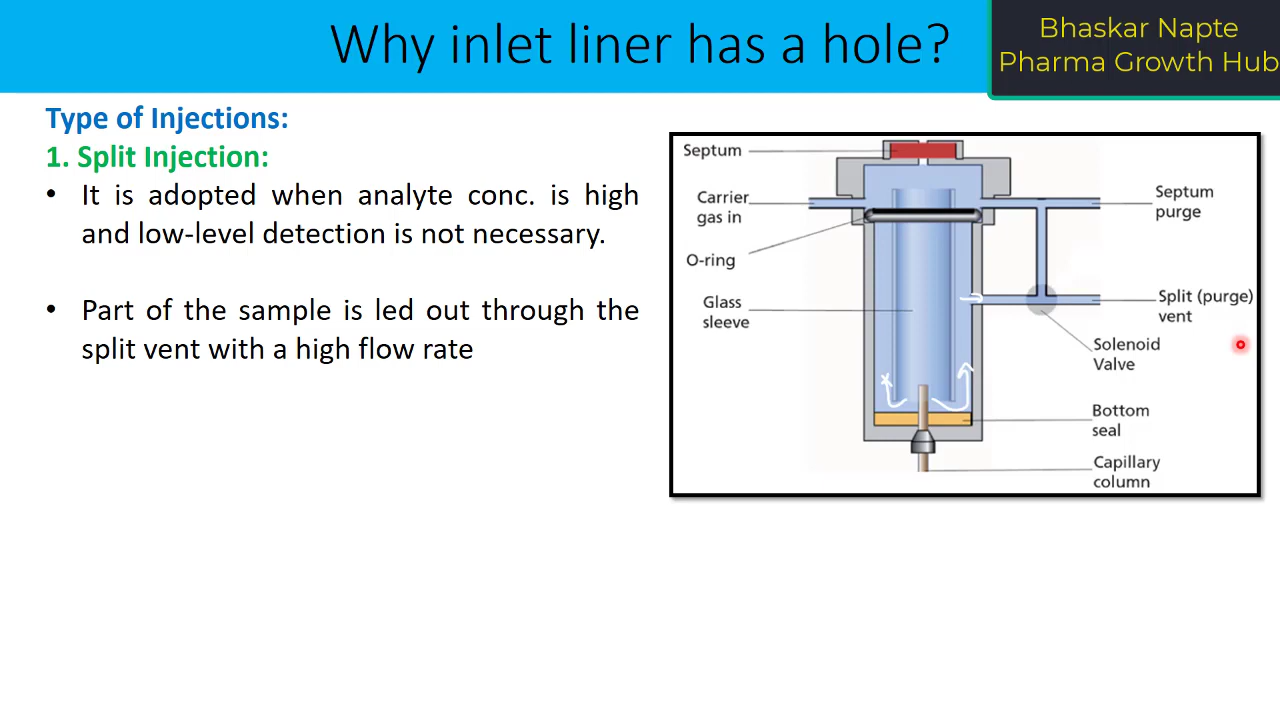 Why inlet liner has a hole?
Bhaskar Napte
Pharma Growth Hub
Type of Injections:
1. Split Injection:
• It is adopted when analyte conc. is high
and low-level detection is not necessary.
• Part of the sample is led out through the
split vent with a high flow rate
Septum
Carrier
gas in
O-ring
Glass
sleeve
Septum
purge
Split (purge)
vent
Solenoid
Valve
Bottom
seal
Capillary
column